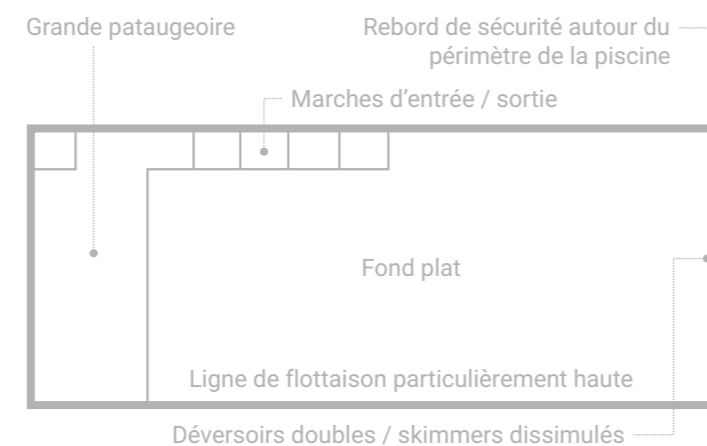 Grande pataugeoire
Rebord de sécurité autour du
périmètre de la piscine
Marches d’entrée / sortie
Fond plat
Ligne de flottaison particulièrement haute
Déversoirs doubles / skimmers dissimulés